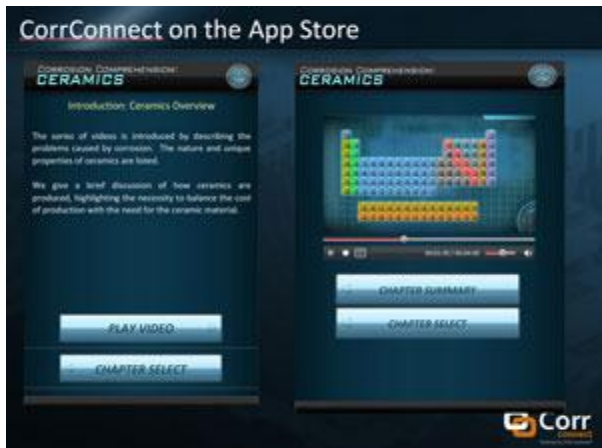 CorrConnect on the App Store
CORROSION COMPREHENSION:
CERAMICS
Introduction: Ceramics Overview
The series of videos is introduced by describing the
problems caused by corrosion. The nature and unique
properties of ceramics are listed.
We give a brief discussion of how ceramics are
produced, highlighting the necessity to balance the cost
of production with the need for the ceramic material.
PLAY VIDEO
CHAPTER SELECT
CORROSION COMPREHENSION:
CERAMICS
CHAPTER SUMMARY
CHAPTER SELECT
Corr
CONNECT